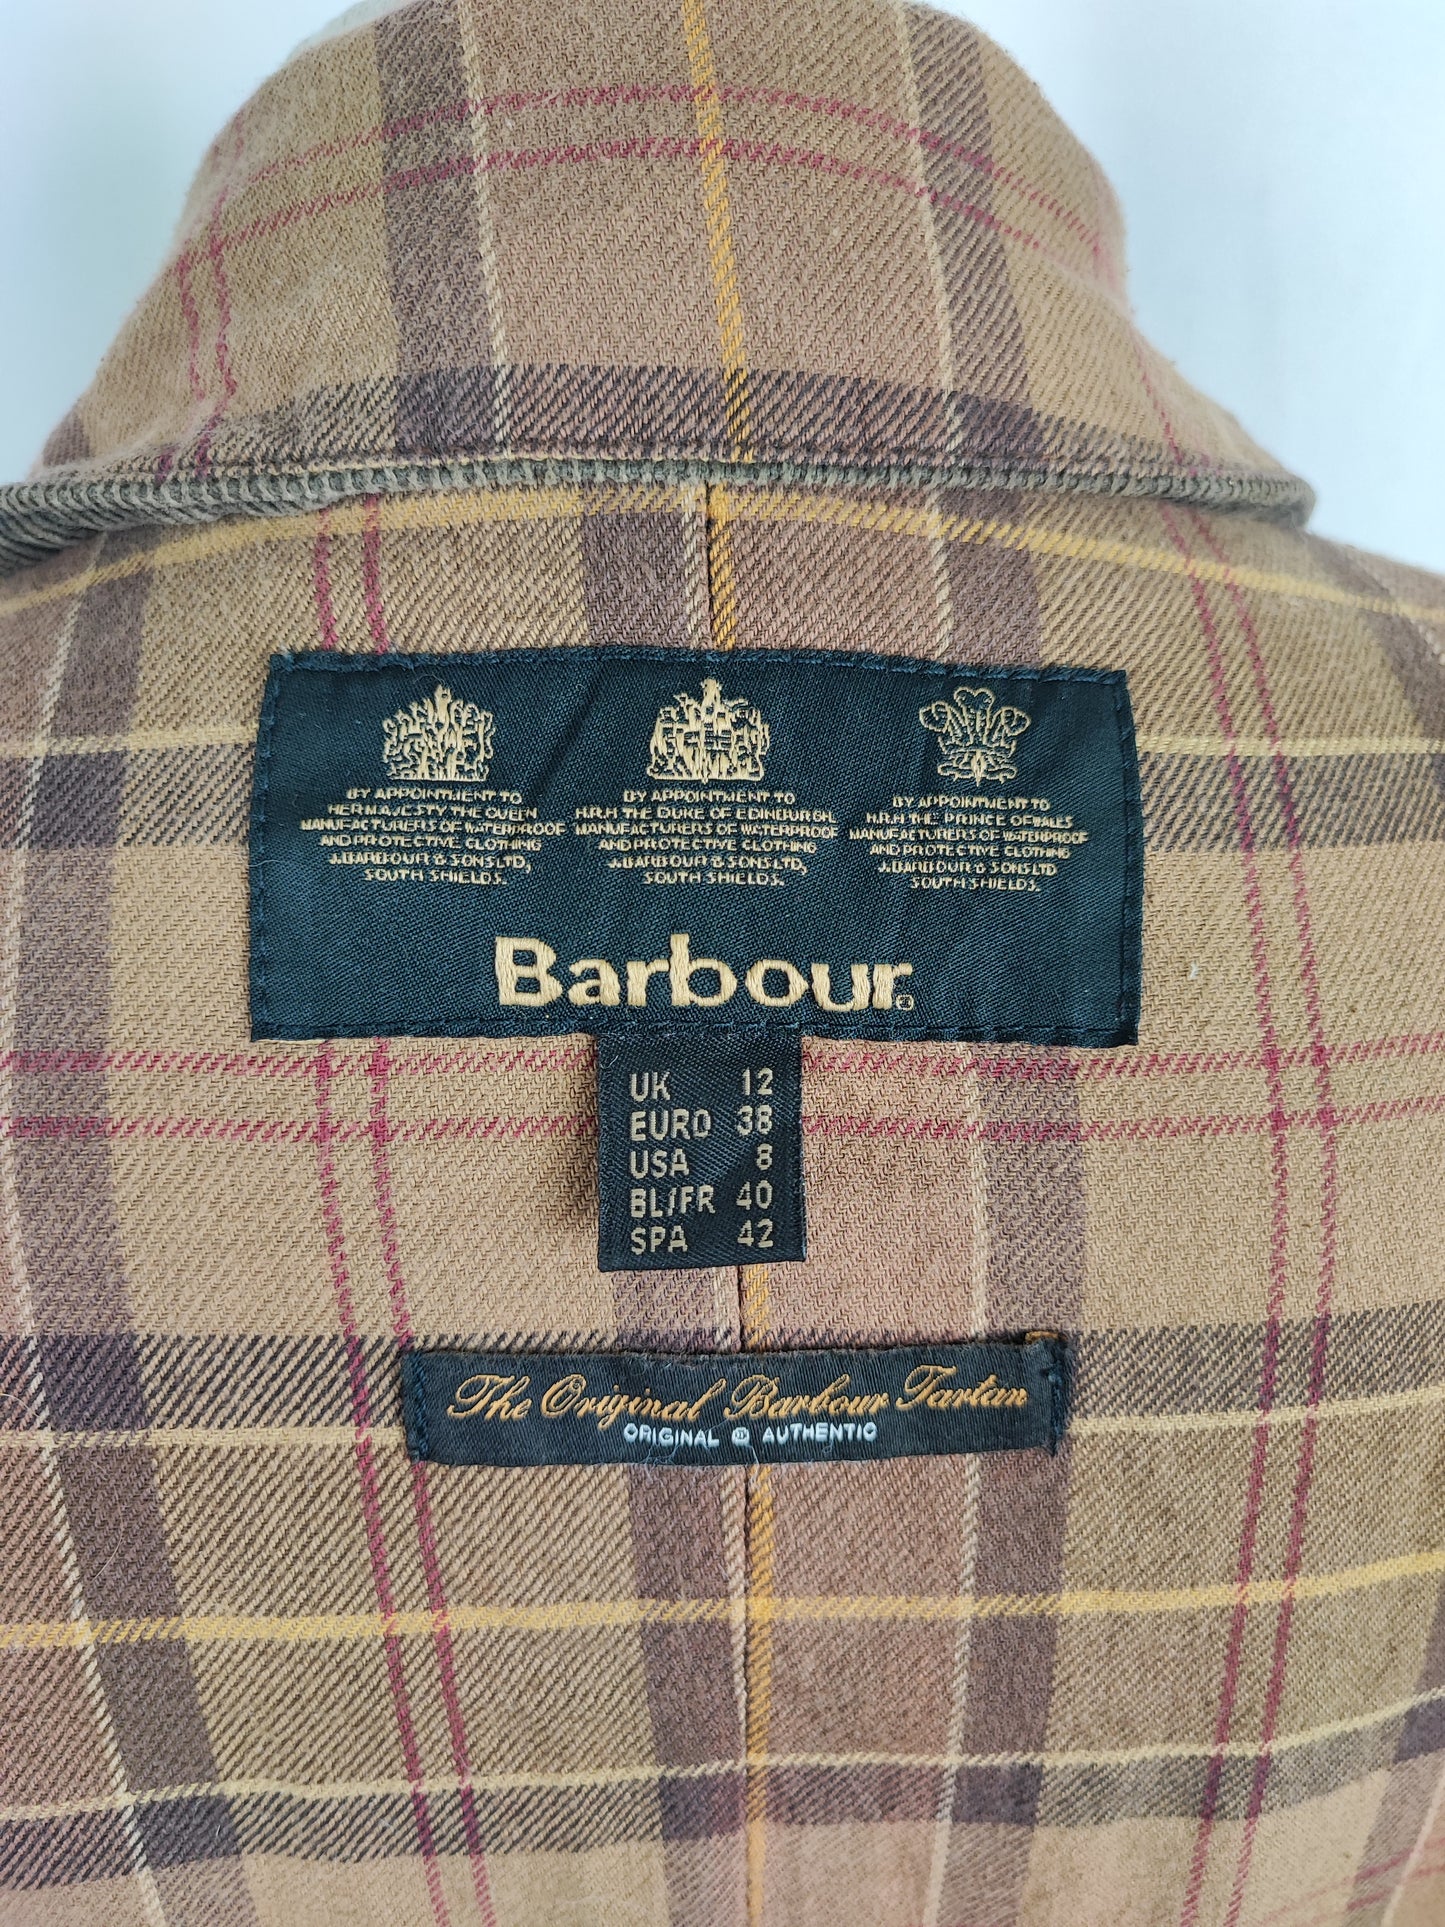 BY APPOINTMENT TO
HER MAJESTY THE QUEEN
MANUFACTURERS OF WATERPROOF
AND PROTECTIVE CLOTHING
J.BARBOUR & SONS LTD,
SOUTH SHIELDS.
BY APPOINTMENT TO
H.R.H THE DUKE OF EDINBURGH,
MANUFACTURERS OF WATERPROOF
AND PROTECTIVE CLOTHING
J.BARBOUR & SONS LTD,
SOUTH SHIELDS.
BY APPOINTMENT TO
H.R.H THE PRINCE OF WALES
MANUFACTURERS OF WATERPROOF
AND PROTECTIVE CLOTHING
J.BARBOUR & SONS LTD
SOUTH SHIELDS.
Barbour®
UK 12
EURO 38
USA 8
BL/FR 40
SPA 42
The Original Barbour Tartan
ORIGINAL AUTHENTIC